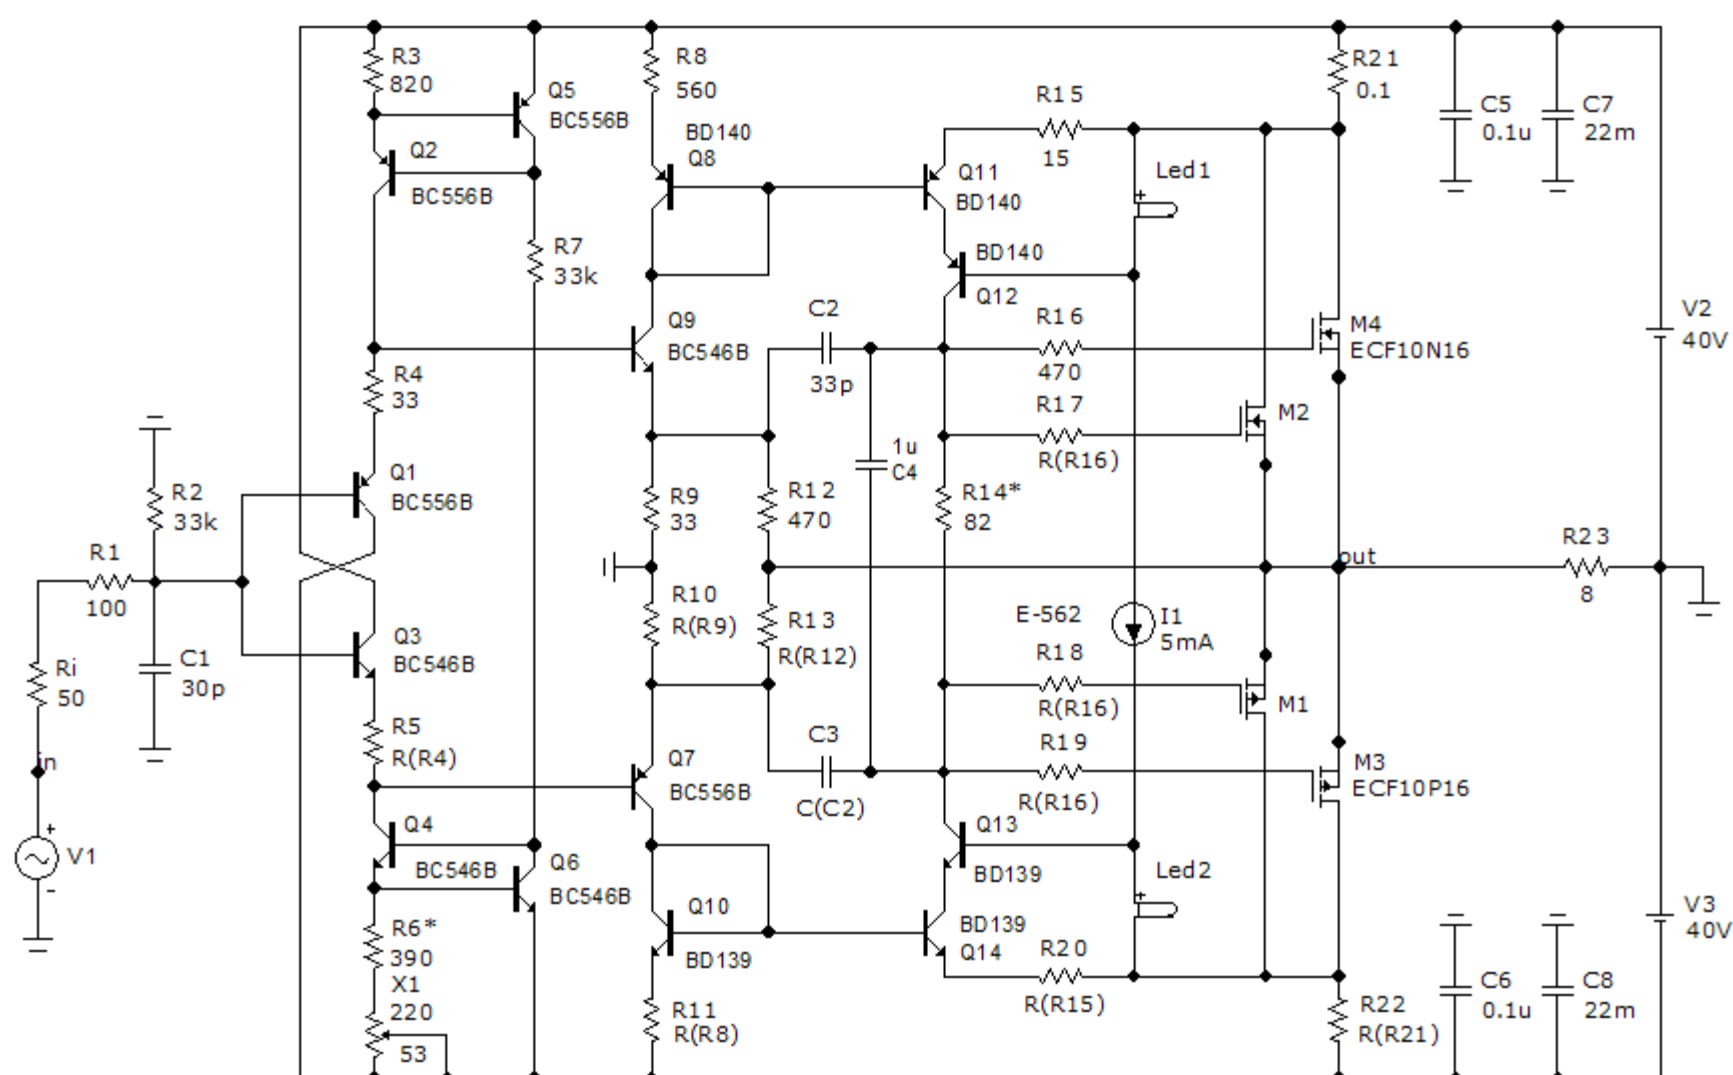 R3
820
Q5
BC556B
Q2
BC556B
R7
33k
R8
560
BD140
Q8
R15
15
Q11
BD140
Led1
R21
0.1
C5
0.1u
C7
22m
BD140
Q12
Q9
BC546B
C2
33p
R16
470
M4
ECF10N16
V2
40V
R4
33
R17
R(R16)
M2
1u
C4
Q1
BC556B
R2
33k
R9
33
R12
470
R14*
82
R1
100
out
R23
8
R10
R(R9)
R13
R(R12)
E-562
I1
5mA
Q3
BC546B
C1
30p
Ri
50
R18
R(R16)
M1
R5
R(R4)
in
C3
C(C2)
R19
R(R16)
M3
ECF10P16
Q7
BC556B
Q4
BC546B
Q6
BC546B
+
V1
-
Q13
BD139
Led2
Q10
BD139
BD139
Q14
R20
R(R15)
V3
40V
R6*
390
X1
220
53
R11
R(R8)
R22
R(R21)
C6
0.1u
C8
22m